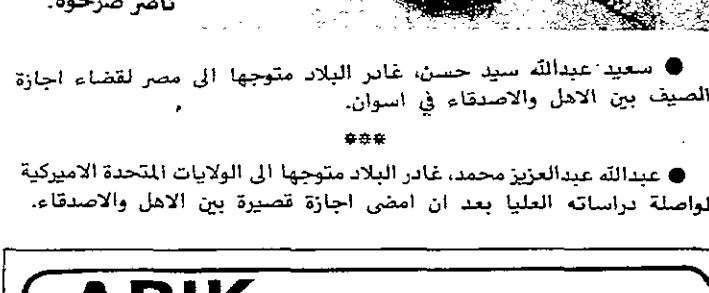 ناصر صرخوه.
● سعيد عبدالله سيد حسن، غادر البلاد متوجها الى مصر لقضاء اجازة
الصيف بين الاهل والاصدقاء في اسوان.
***
● عبدالله عبدالعزيز محمد، غادر البلاد متوجها الى الولايات المتحدة الاميركية
لواصلة دراساته العليا بعد ان امضى اجازة قصيرة بين الاهل والاصدقاء.